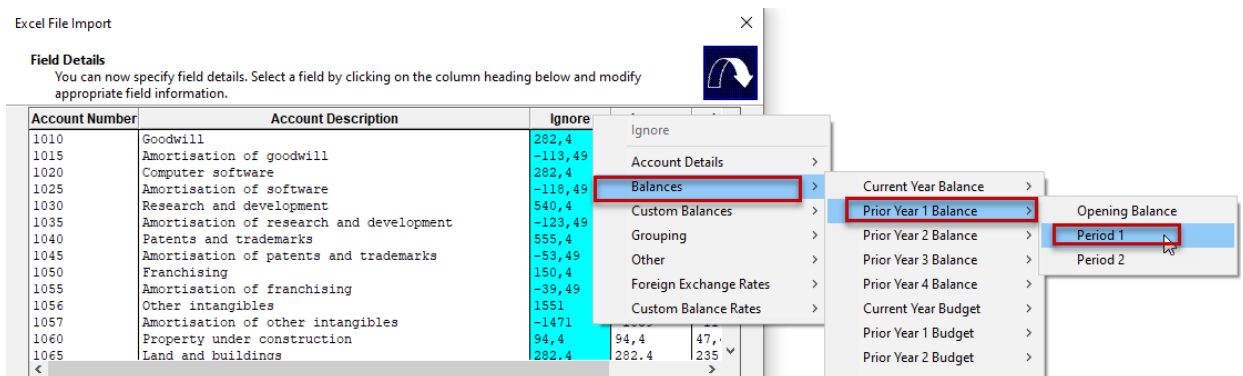 Excel File Import
Field Details
You can now specify field details. Select a field by clicking on the column heading below and modify
appropriate field information.
Account Number Account Description Ignore
1010 Goodwill 282,4
1015 Amortisation of goodwill -113,49
1020 Computer software 282,4
1025 Amortisation of software -118,49
1030 Research and development 540,4
1035 Amortisation of research and development -123,49
1040 Patents and trademarks 555,4
1045 Amortisation of patents and trademarks -53,49
1050 Franchising 150,4
1055 Amortisation of franchising -39,49
1056 Other intangibles 1551
1057 Amortisation of other intangibles -1471
1060 Property under construction 94,4 94,4 47,
1065 Land and buildings 282,4 282,4 235
Ignore
Account Details
Balances
Custom Balances
Grouping
Other
Foreign Exchange Rates
Custom Balance Rates
Current Year Balance
Prior Year 1 Balance
Prior Year 2 Balance
Prior Year 3 Balance
Prior Year 4 Balance
Current Year Budget
Prior Year 1 Budget
Prior Year 2 Budget
Opening Balance
Period 1
Period 2